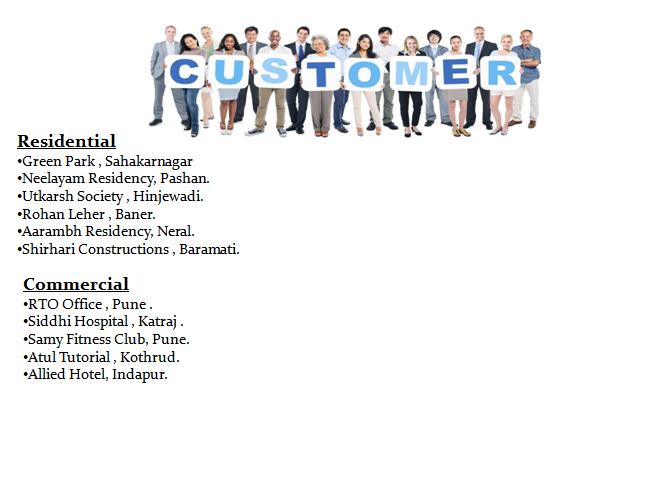 CUSTOMER
Residential
•Green Park , Sahakarnagar
•Neelayam Residency, Pashan.
•Utkarsh Society , Hinjewadi.
•Rohan Leher , Baner.
•Aarambh Residency, Neral.
•Shirhari Constructions , Baramati.
Commercial
•RTO Office , Pune .
•Siddhi Hospital , Katraj .
•Samy Fitness Club, Pune.
•Atul Tutorial , Kothrud.
•Allied Hotel, Indapur.